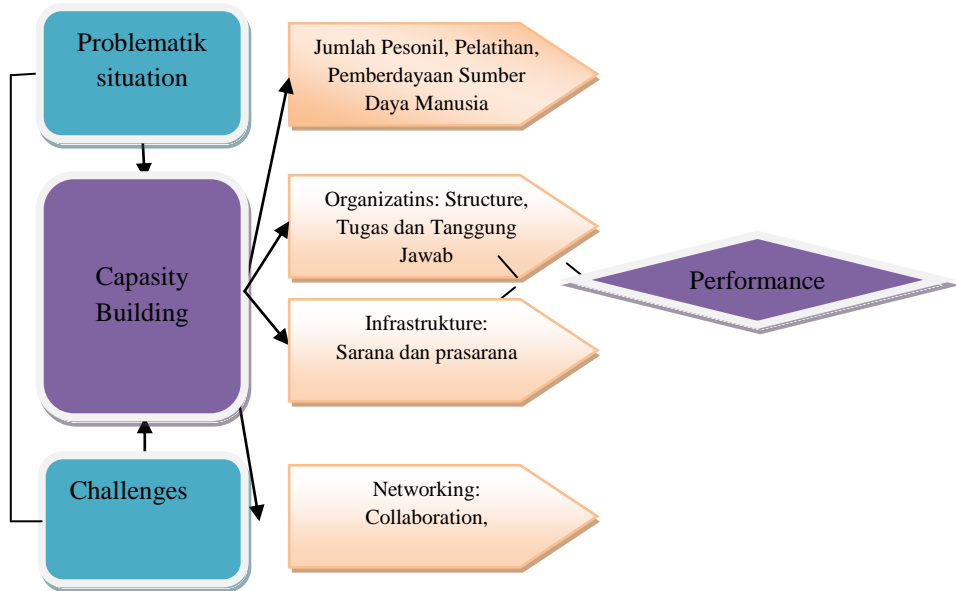 Problematik
situation
Jumlah Pesonil, Pelatihan,
Pemberdayaan Sumber
Daya Manusia
Organizatins: Structure,
Tugas dan Tanggung
Jawab
Capasity
Building
Performance
Infrastrukture:
Sarana dan prasarana
Challenges
Networking:
Collaboration,